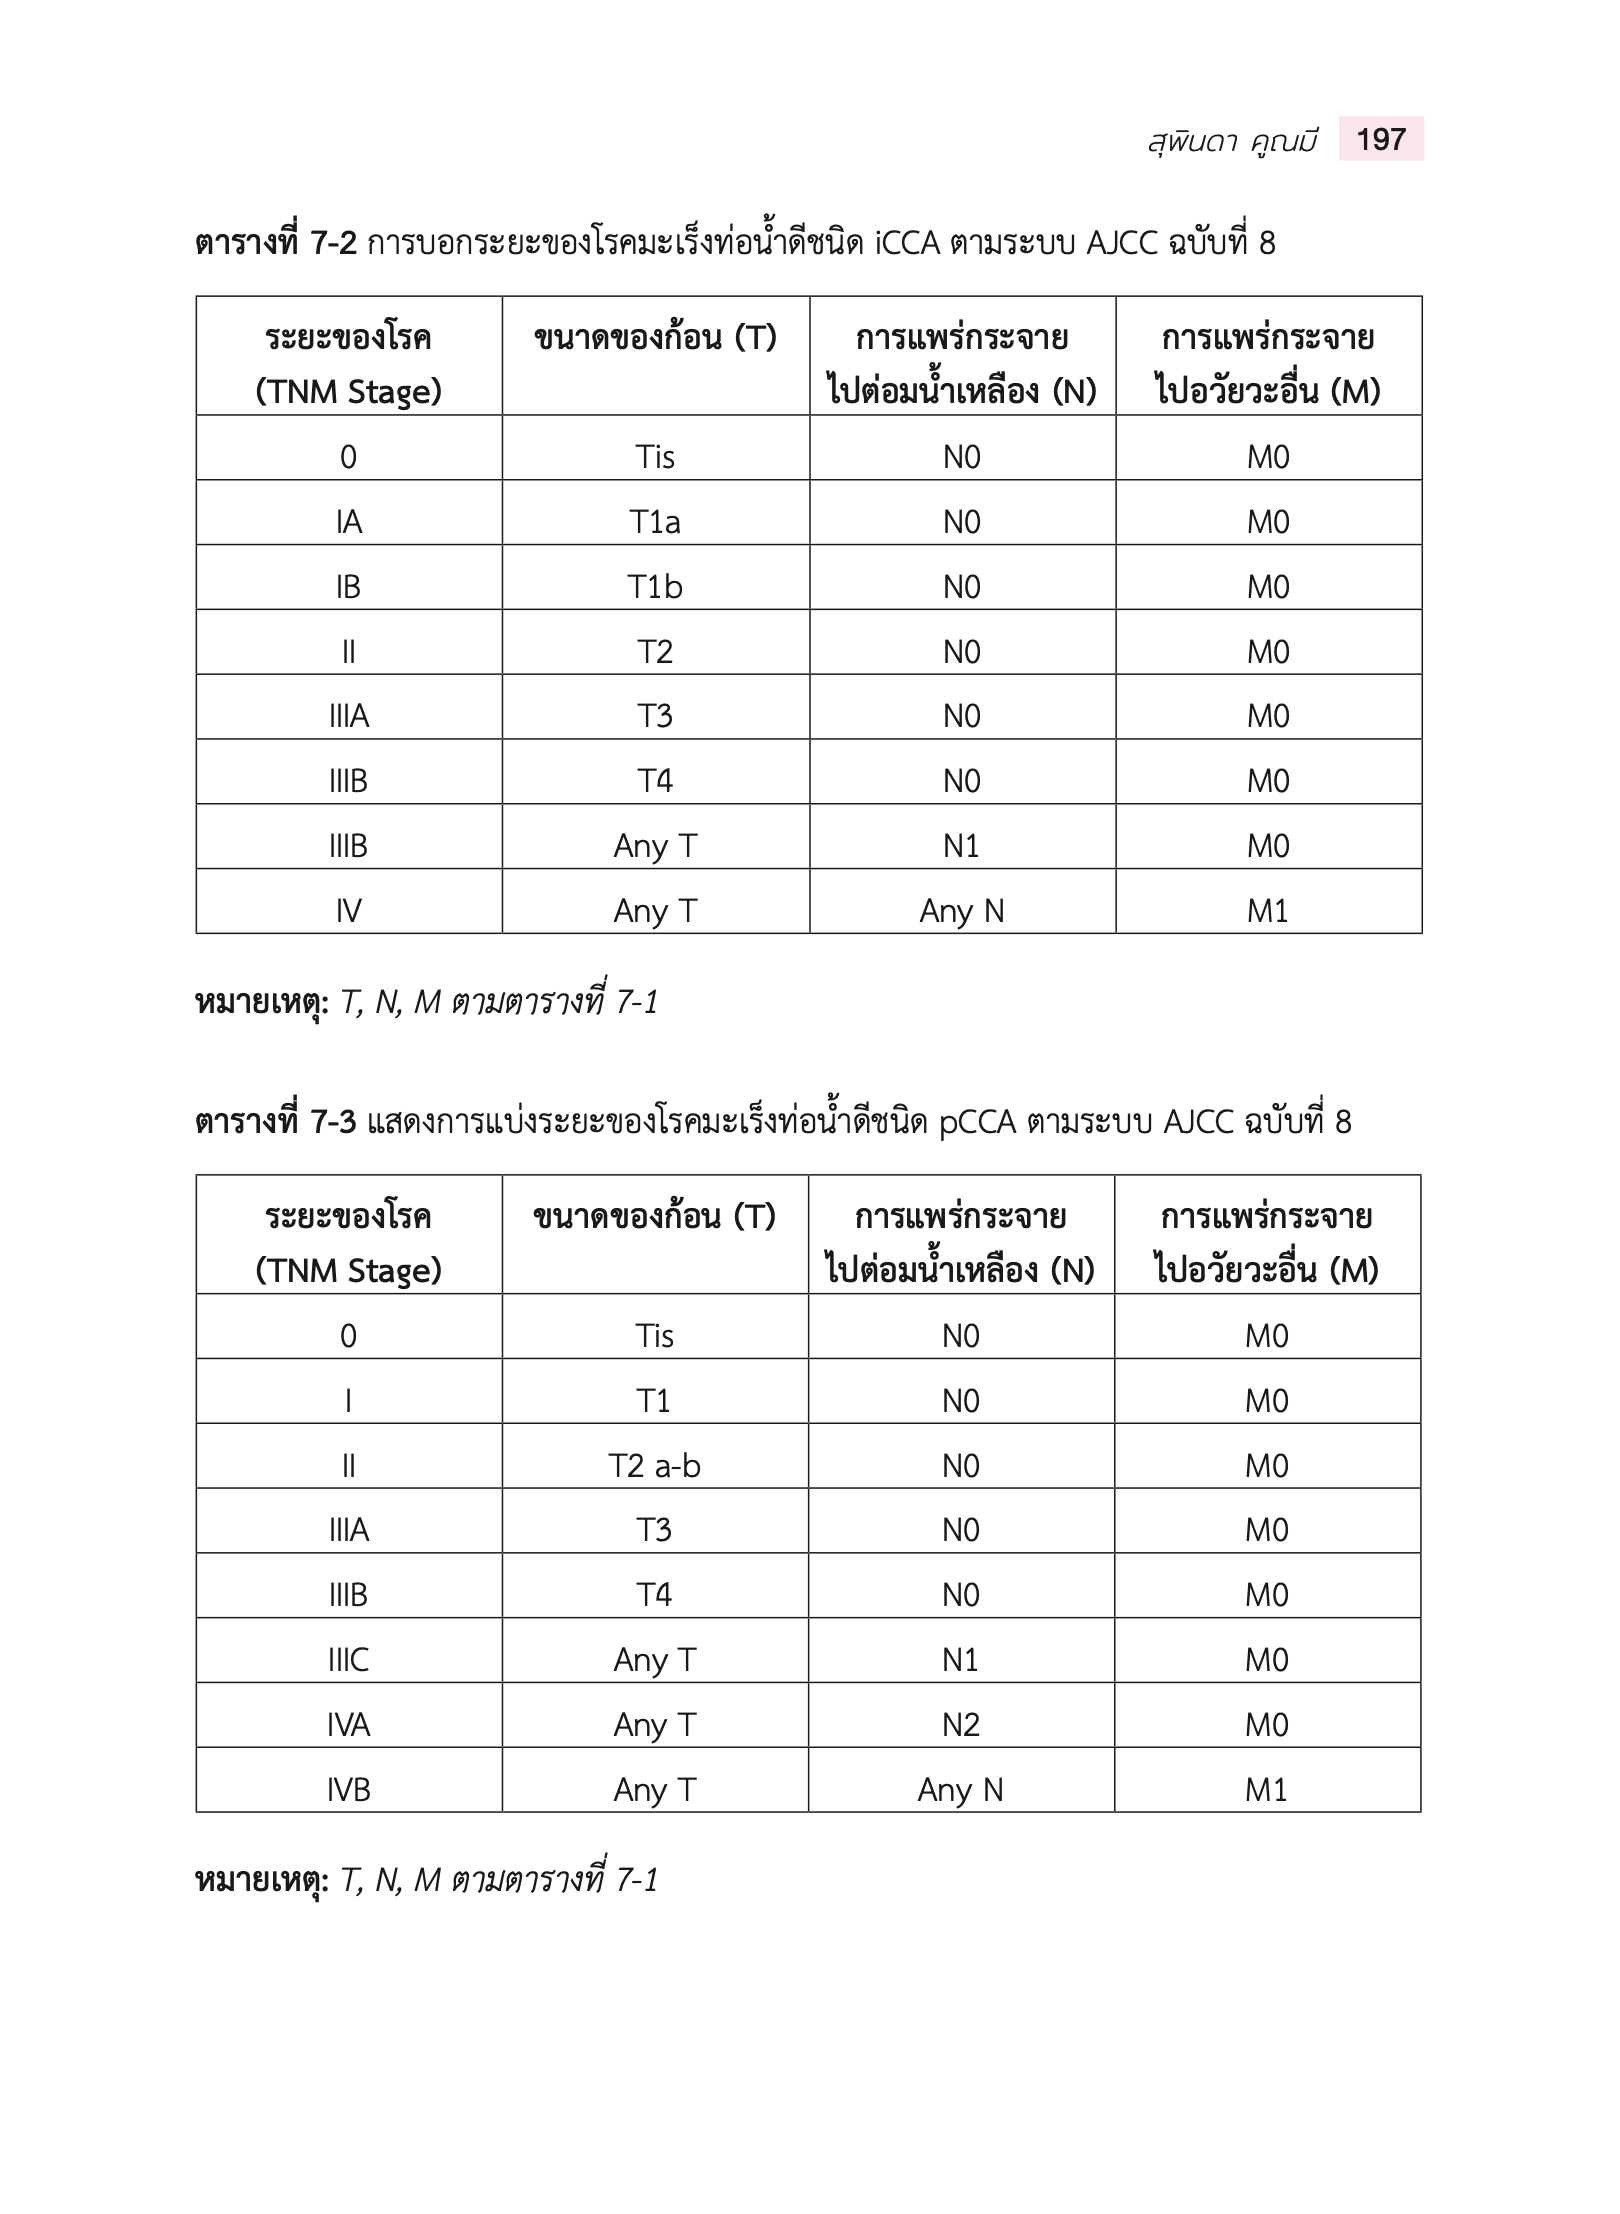 สุพินดา คูณมี 197
ตารางที่ 7-2 การบอกระยะของโรคมะเร็งท่อน้ำดีชนิด iCCA ตามระบบ AJCC ฉบับที่ 8
ระยะของโรค ขนาดของก้อน (T) การแพร่กระจาย การแพร่กระจาย
(TNM Stage) ไปต่อมน้ำเหลือง (N) ไปอวัยวะอื่น (M)
0 Tis N0 M0
IA T1a N0 M0
IB T1b N0 M0
II T2 N0 M0
IIIA T3 N0 M0
IIIB T4 N0 M0
IIIB Any T N1 M0
IV Any T Any N M1
หมายเหตุ: T, N, M ตามตารางที่ 7-1
ตารางที่ 7-3 แสดงการแบ่งระยะของโรคมะเร็งท่อน้ำดีชนิด pCCA ตามระบบ AJCC ฉบับที่ 8
ระยะของโรค ขนาดของก้อน (T) การแพร่กระจาย การแพร่กระจาย
(TNM Stage) ไปต่อมน้ำเหลือง (N) ไปอวัยวะอื่น (M)
0 Tis N0 M0
I T1 N0 M0
II T2 a-b N0 M0
IIIA T3 N0 M0
IIIB T4 N0 M0
IIIC Any T N1 M0
IVA Any T N2 M0
IVB Any T Any N M1
หมายเหตุ: T, N, M ตามตารางที่ 7-1